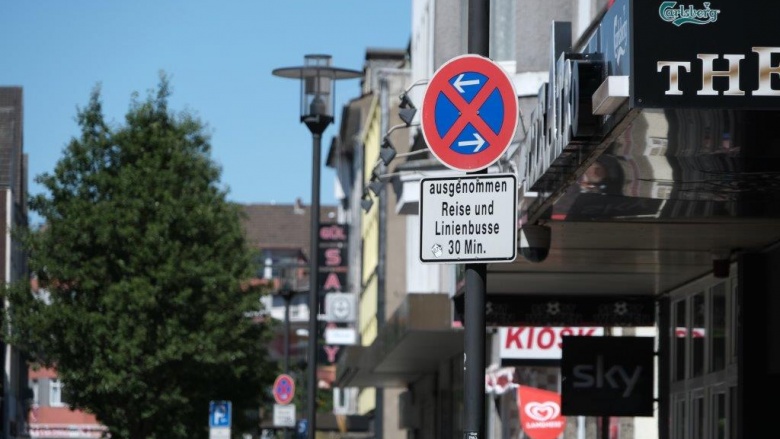 Carlsberg
THE
ausgenommen
Reise und
Linienbusse
30 Min.
KIOSK
sky
P